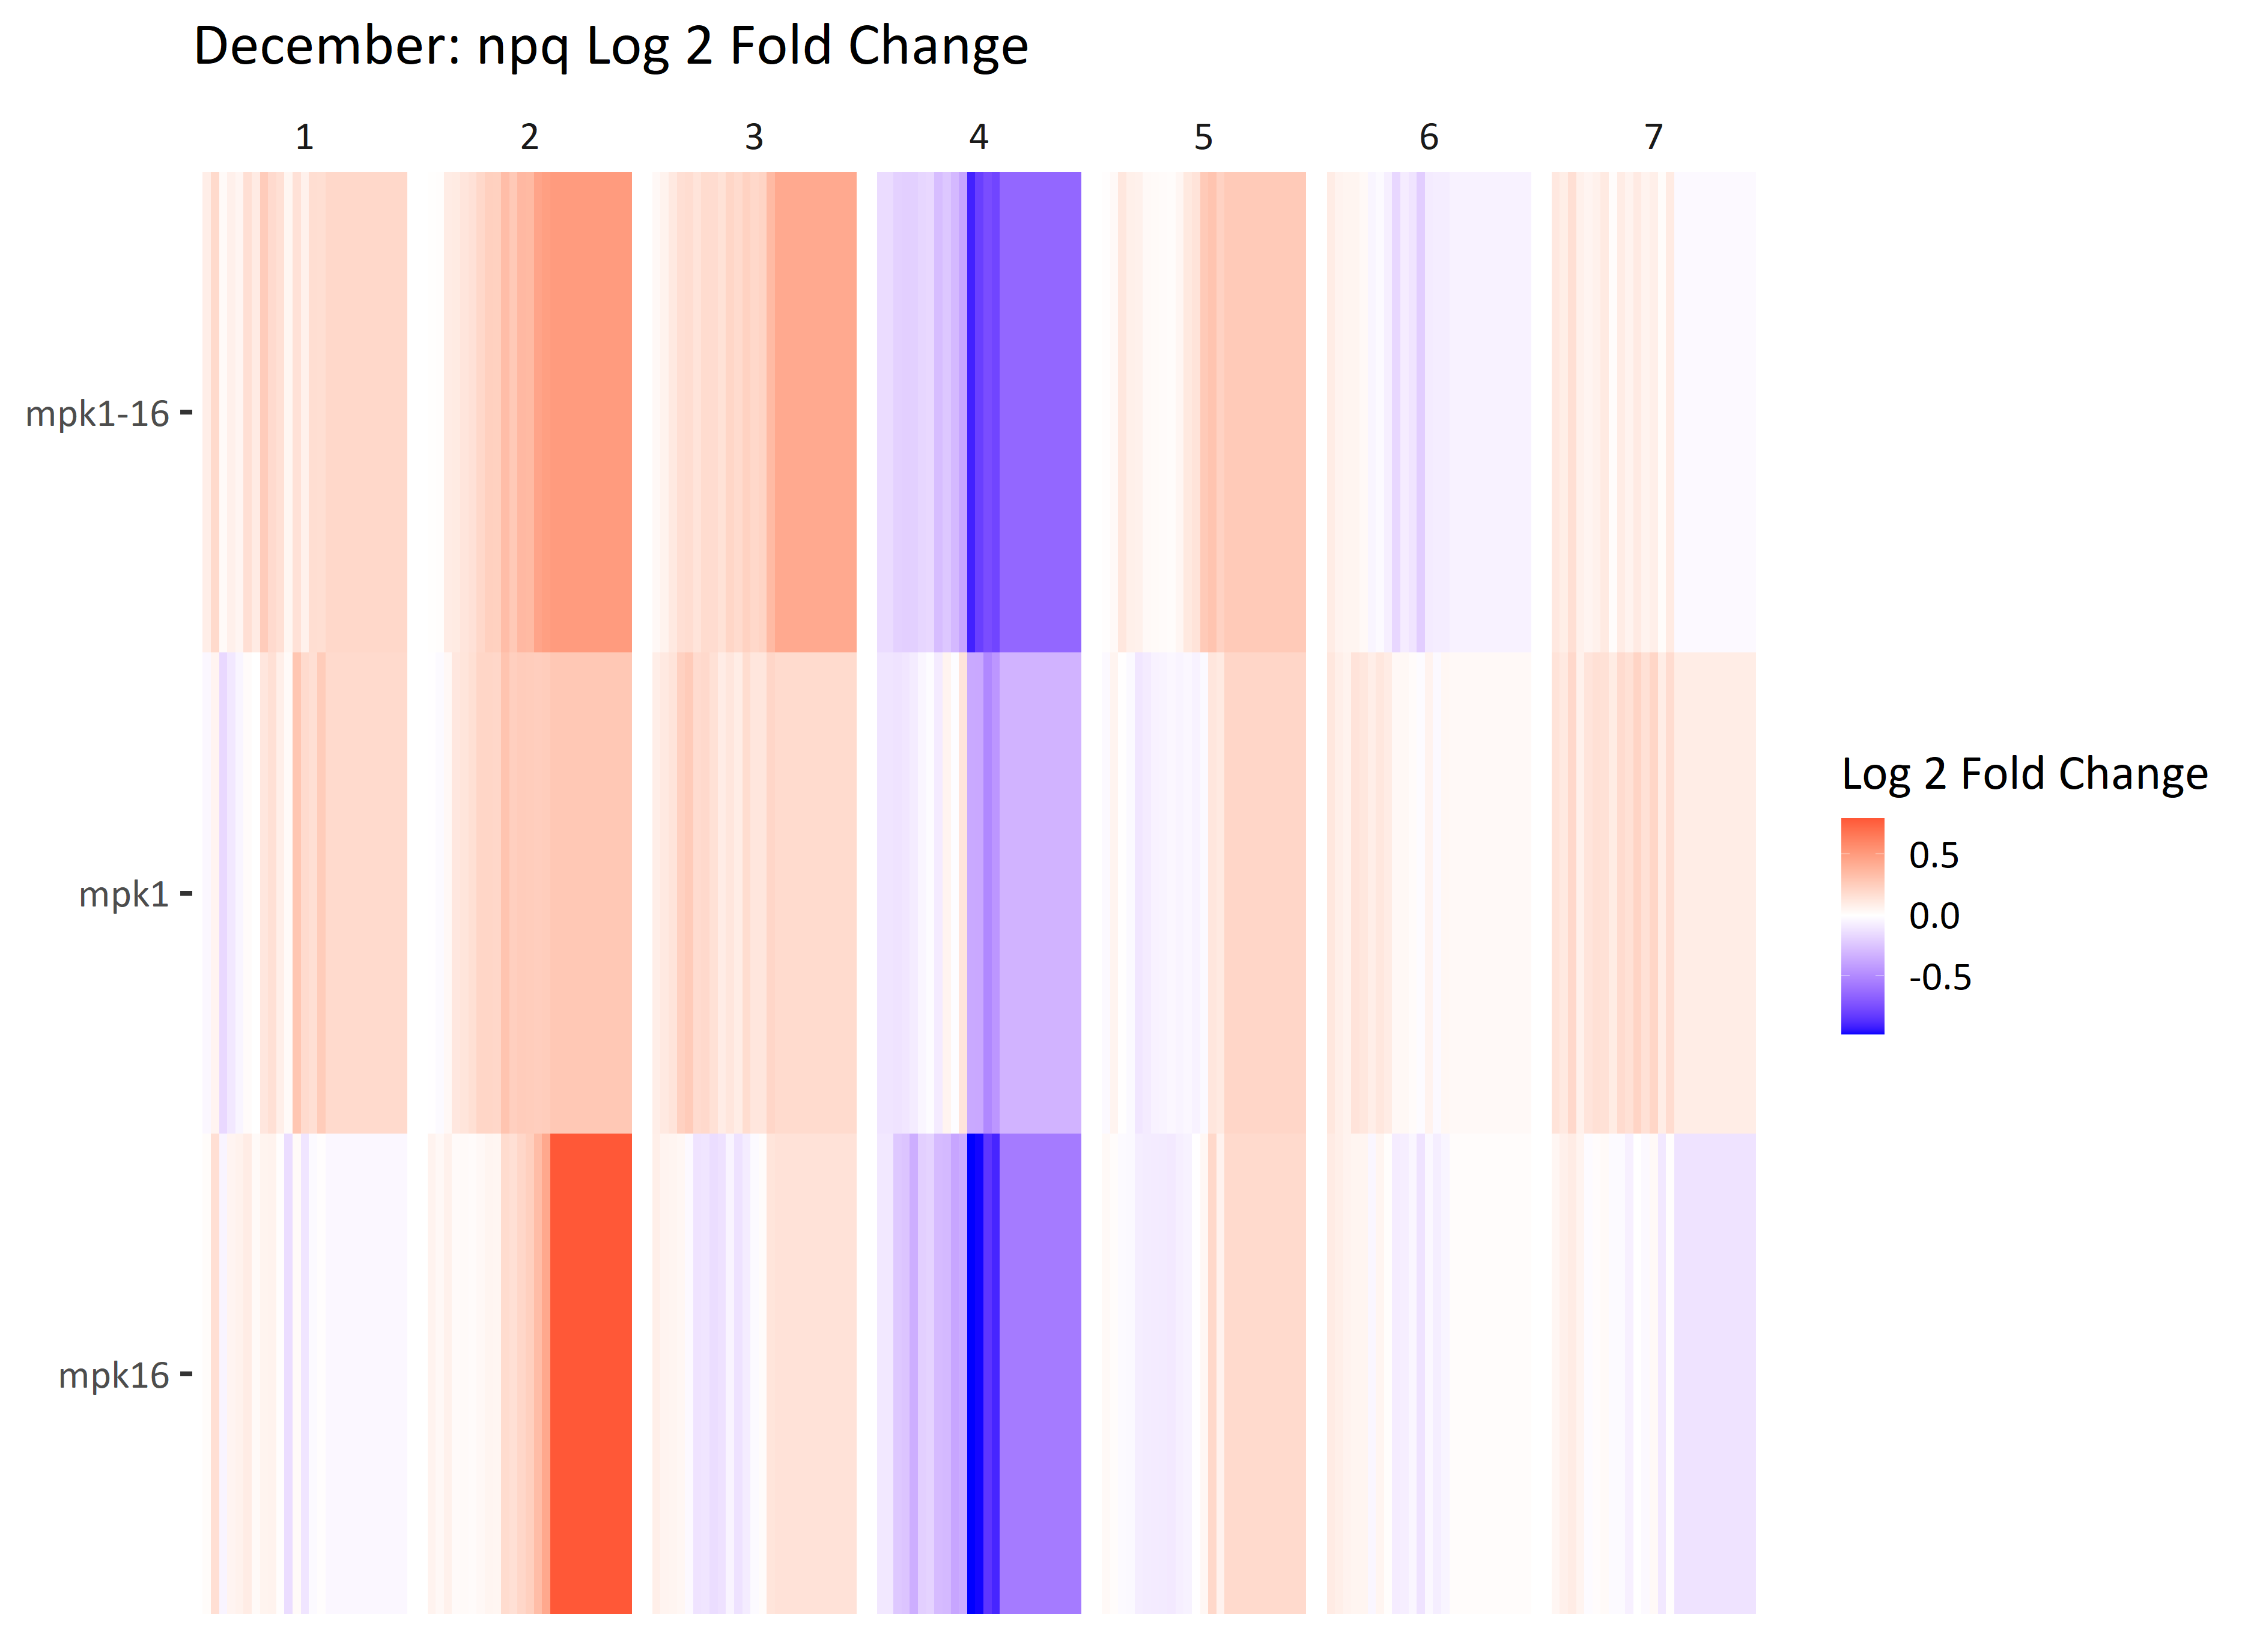 December: npq Log 2 Fold Change
1 2 3 4 5 6 7
mpk1-16
mpk1
mpk16
Log 2 Fold Change
0.5
0.0
-0.5